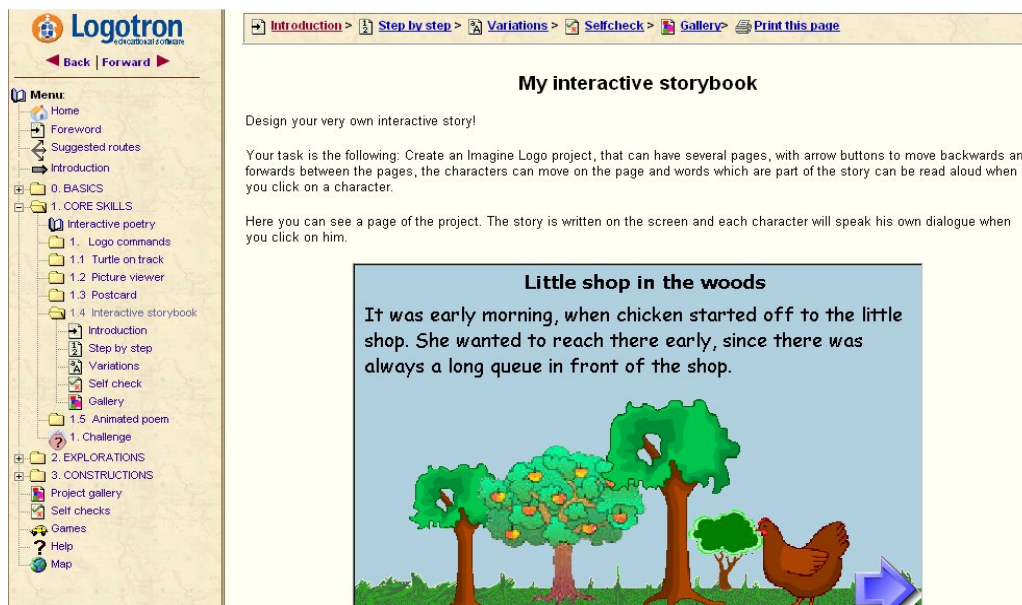 Logotron
educational software
Back | Forward
Menu:
Home
Foreword
Suggested routes
Introduction
0. BASICS
1. CORE SKILLS
Interactive poetry
1. Logo commands
1.1 Turtle on track
1.2 Picture viewer
1.3 Postcard
1.4 Interactive storybook
Introduction
Step by step
Variations
Self check
Gallery
1.5 Animated poem
1. Challenge
2. EXPLORATIONS
3. CONSTRUCTIONS
Project gallery
Self checks
Games
Help
Map
Introduction > Step by step > Variations > Selfcheck > Gallery> Print this page
My interactive storybook
Design your very own interactive story!
Your task is the following: Create an Imagine Logo project, that can have several pages, with arrow buttons to move backwards an
forwards between the pages, the characters can move on the page and words which are part of the story can be read aloud when
you click on a character.
Here you can see a page of the project. The story is written on the screen and each character will speak his own dialogue when
you click on him.
Little shop in the woods
It was early morning, when chicken started off to the little
shop. She wanted to reach there early, since there was
always a long queue in front of the shop.